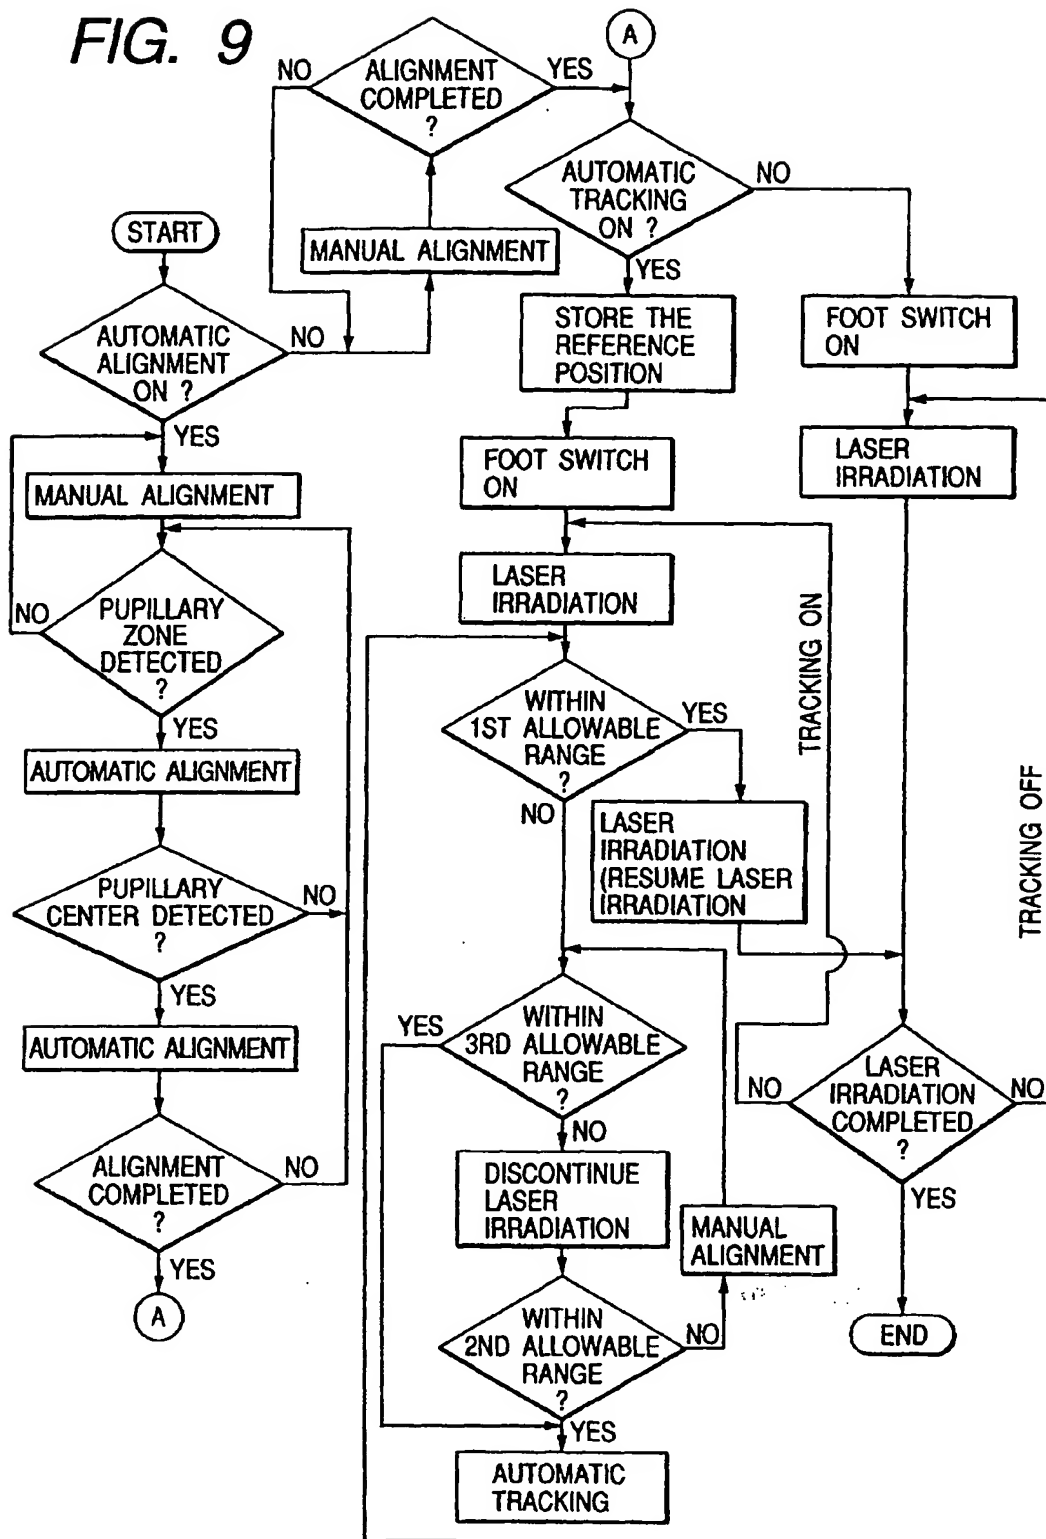 FIG. 9
START
AUTOMATIC
ALIGNMENT
ON ?
NO
YES
MANUAL ALIGNMENT
PUPILLARY
ZONE
DETECTED
?
NO
YES
AUTOMATIC ALIGNMENT
PUPILLARY
CENTER DETECTED
?
NO
YES
AUTOMATIC ALIGNMENT
ALIGNMENT
COMPLETED
?
NO
YES
A
MANUAL ALIGNMENT
ALIGNMENT
COMPLETED
?
NO
YES
A
AUTOMATIC
TRACKING
ON ?
NO
YES
STORE THE
REFERENCE
POSITION
FOOT SWITCH
ON
LASER
IRRADIATION
WITHIN
1ST ALLOWABLE
RANGE
?
YES
NO
LASER
IRRADIATION
(RESUME LASER
IRRADIATION
WITHIN
3RD ALLOWABLE
RANGE
?
YES
NO
DISCONTINUE
LASER
IRRADIATION
WITHIN
2ND ALLOWABLE
RANGE
?
NO
YES
MANUAL
ALIGNMENT
AUTOMATIC
TRACKING
FOOT SWITCH
ON
LASER
IRRADIATION
TRACKING ON
TRACKING OFF
LASER
IRRADIATION
COMPLETED
?
NO
NO
YES
END